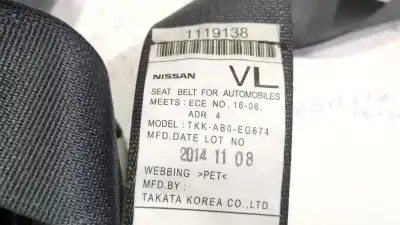 1119138
NISSAN VL
SEAT BELT FOR AUTOMOBILES
MEETS: ECE NO. 16-06,
ADR 4
MODEL: TKK-AB0-EG674
MFD.DATE LOT NO
2014 11 08
WEBBING >PET<
MFD.BY:
TAKATA KOREA CO.,LTD.